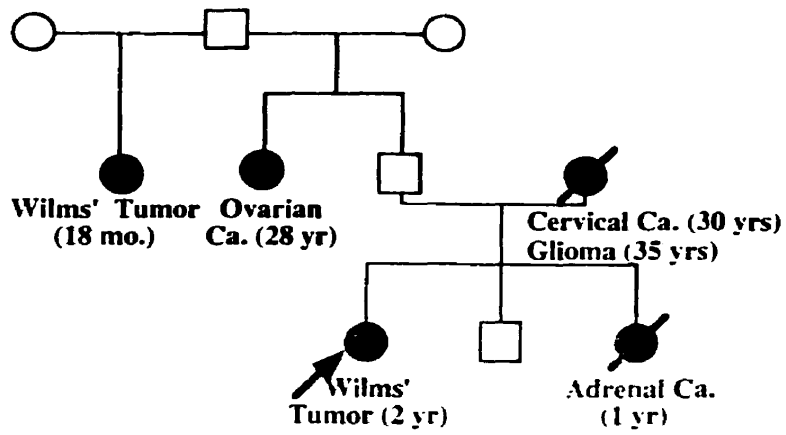 Wilms' Tumor
(18 mo.)
Ovarian
Ca. (28 yr)
Cervical Ca. (30 yrs)
Glioma (35 yrs)
Wilms'
Tumor (2 yr)
Adrenal Ca.
(1 yr)